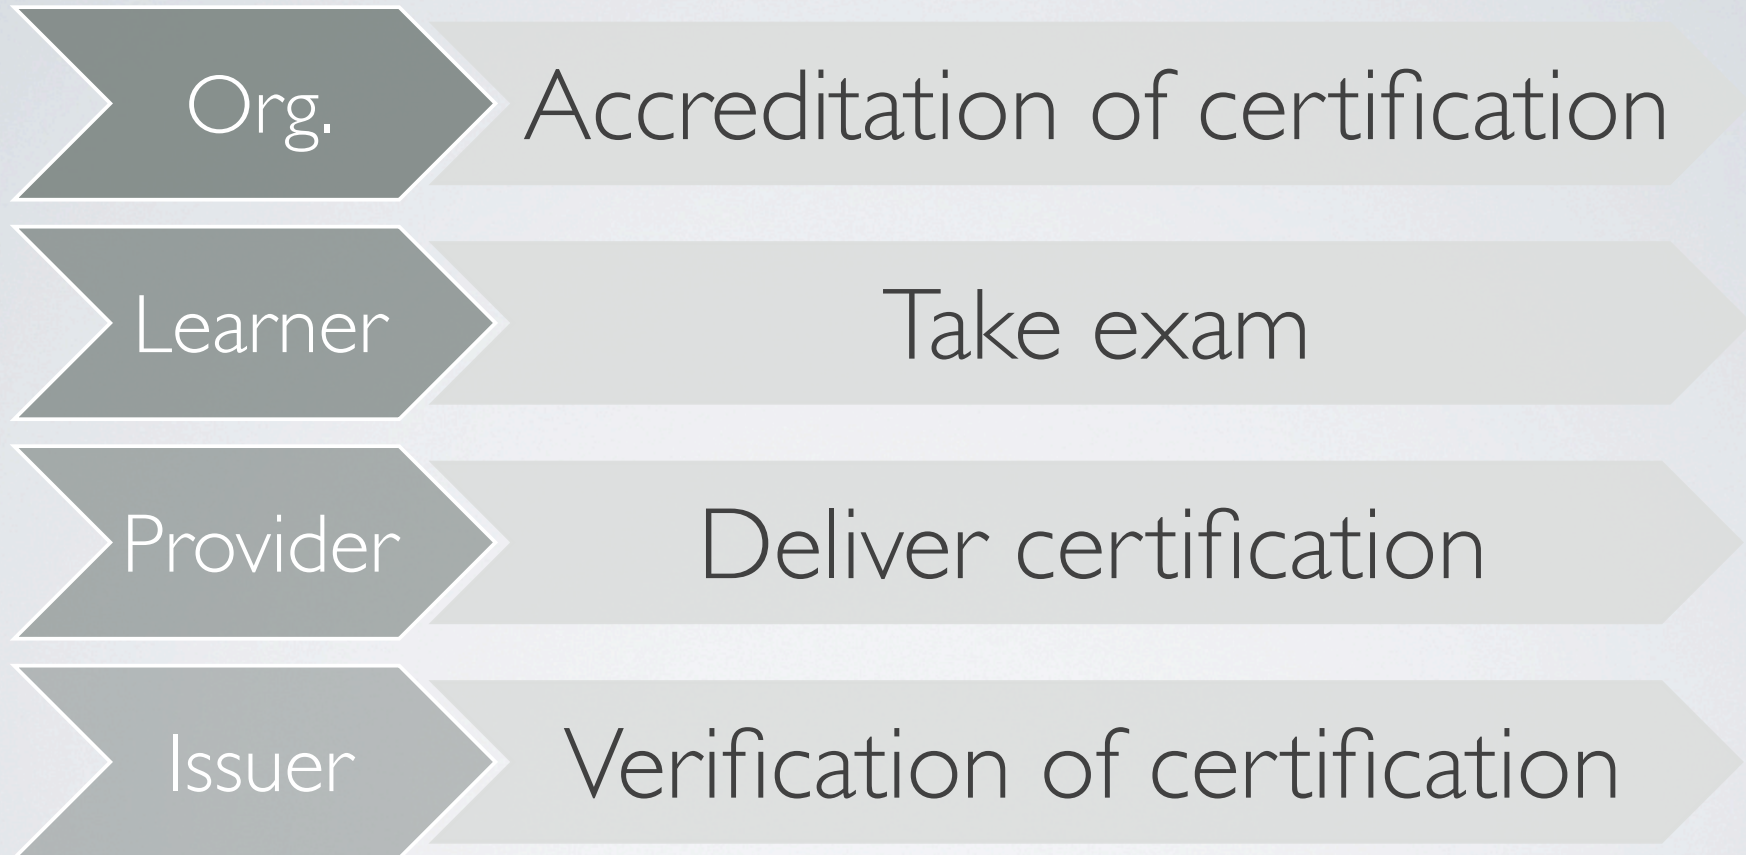 Org.
Accreditation of certification
Learner
Take exam
Provider
Deliver certification
Issuer
Verification of certification